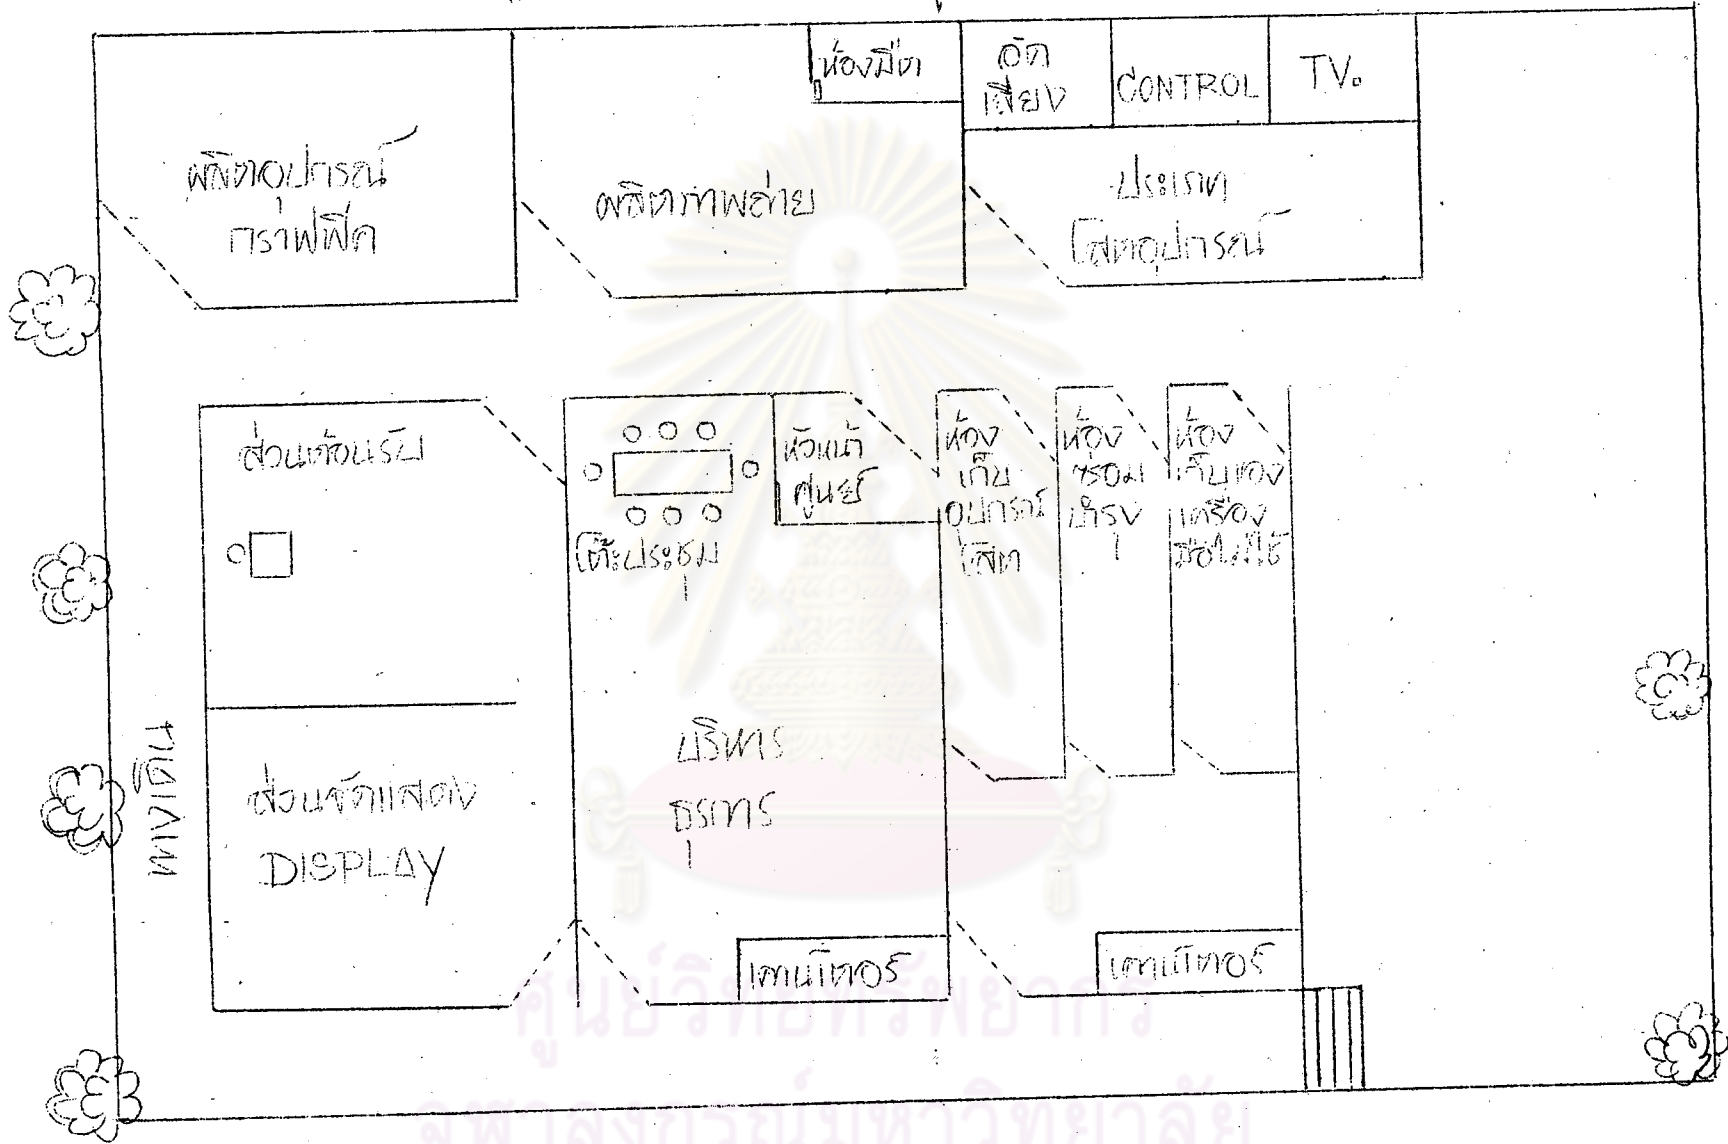 ห้องมืด
อัด
เสียง
CONTROL
TV.
ผลิตอุปกรณ์
กราฟฟิค
ผลิตภาพถ่าย
ประเภท
โสตอุปกรณ์
ส่วนต้อนรับ
โต๊ะประชุม
หัวหน้า
ศูนย์
ห้อง
เก็บ
อุปกรณ์
โสต
ห้อง
ซ่อม
บำรุง
ห้อง
เก็บของ
เครื่อง
มือไม่ใช้
ส่วนจัดแสดง
DISPLAY
บริหาร
ธุรการ
เคาน์เตอร์
เคาน์เตอร์
ศูนย์วิทยทรัพยากร
จุฬาลงกรณ์มหาวิทยาลัย